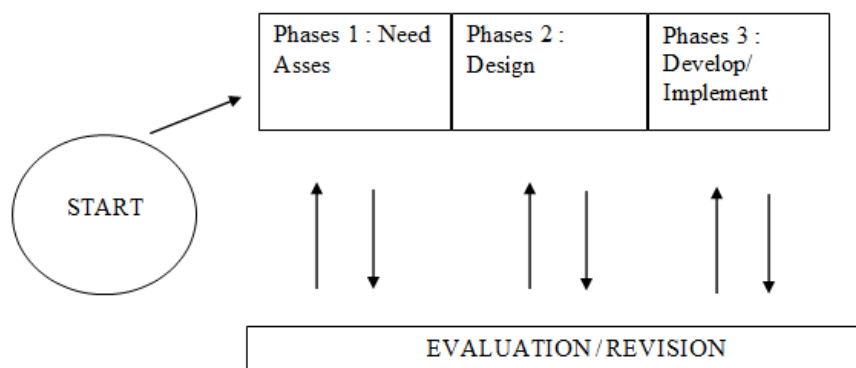 Phases 1 : Need
Asses
Phases 2 :
Design
Phases 3 :
Develop/
Implement
START
EVALUATION / REVISION